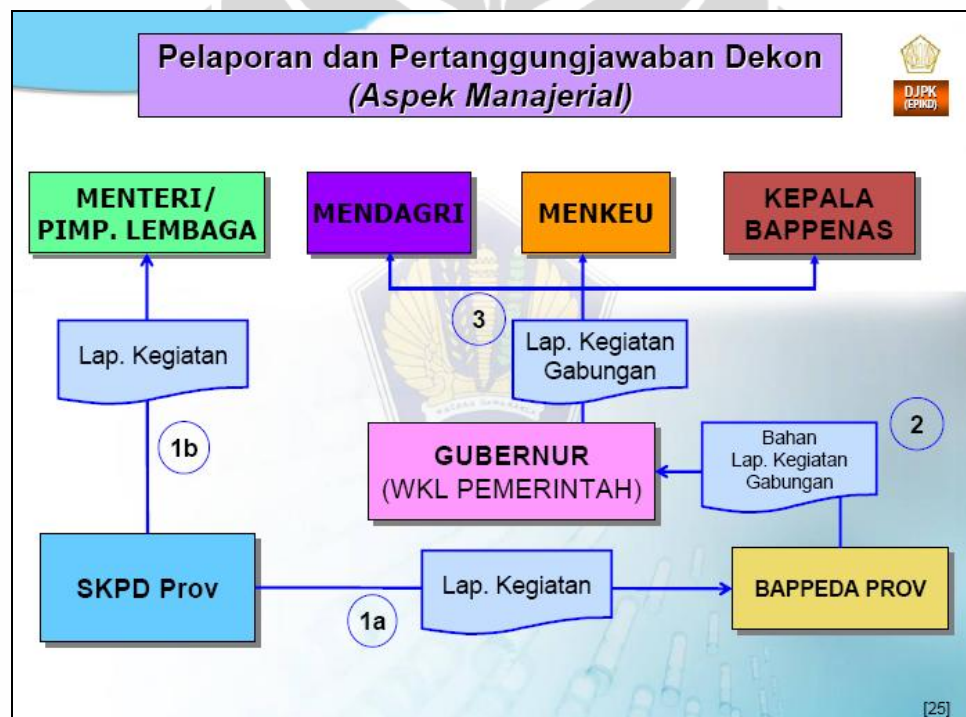 Pelaporan dan Pertanggungjawaban Dekon
(Aspek Manajerial)
DJPK
(EPIKD)
MENTERI/
PIMP. LEMBAGA
MENDAGRI
MENKEU
KEPALA
BAPPENAS
3
Lap. Kegiatan
Lap. Kegiatan
Gabungan
1b
GUBERNUR
(WKL PEMERINTAH)
Bahan
Lap. Kegiatan
Gabungan
2
SKPD Prov
Lap. Kegiatan
1a
BAPPEDA PROV
[25]